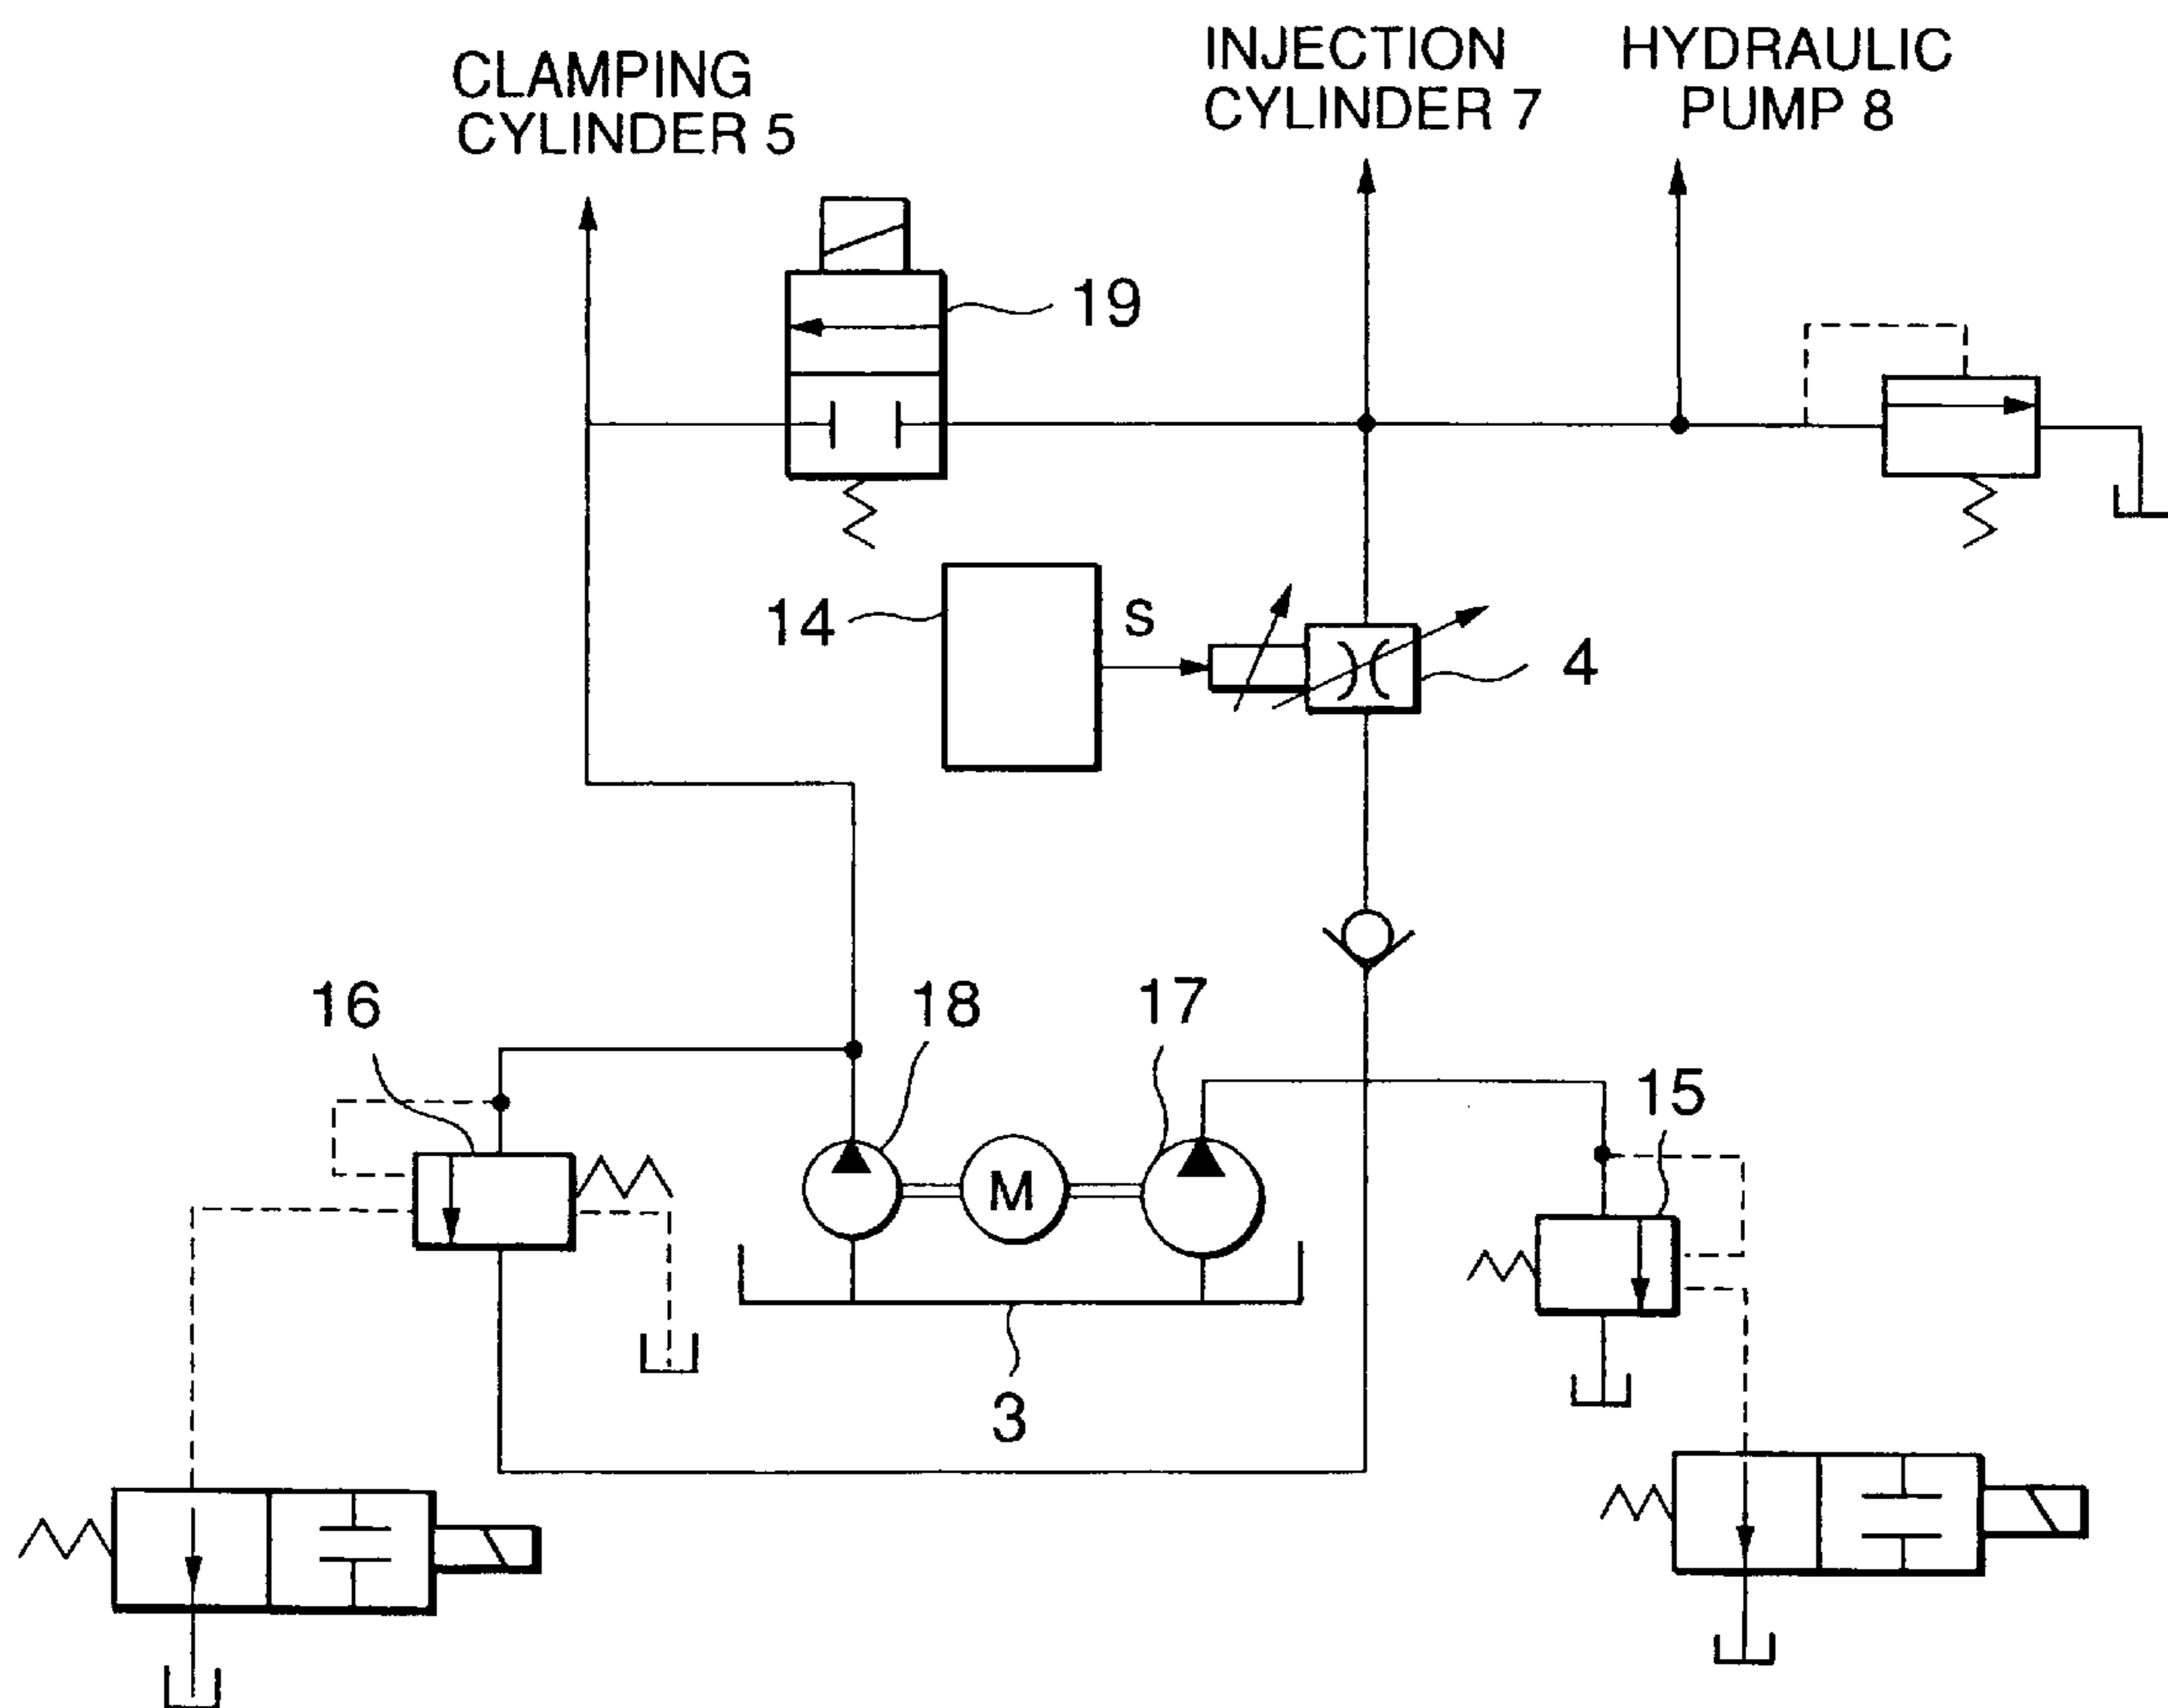 CLAMPING
CYLINDER 5
INJECTION
CYLINDER 7
HYDRAULIC
PUMP 8
19
14
S
4
16
18
17
15
M
3